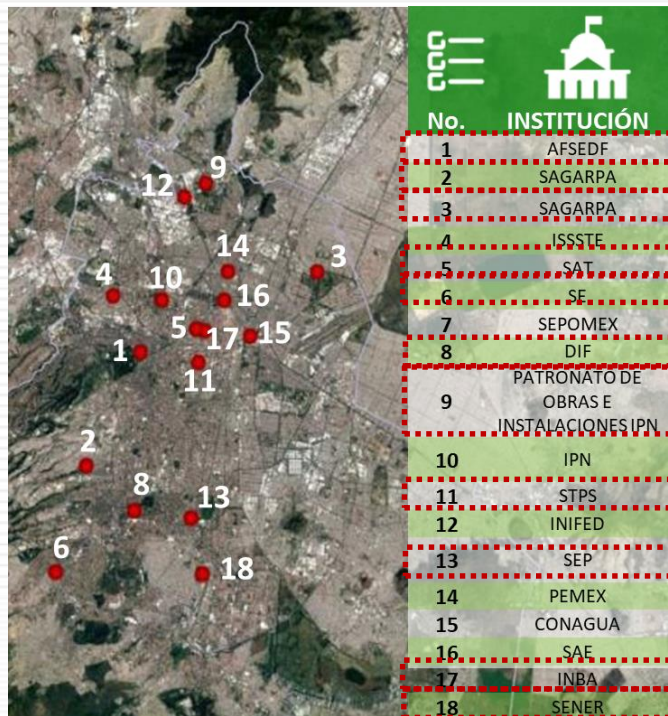 9
12
14
3
4
10
16
5
17
15
1
11
2
8
13
6
18
No. INSTITUCIÓN
1 AFSEDF
2 SAGARPA
3 SAGARPA
4 ISSSTE
5 SAT
6 SE
7 SEPOMEX
8 DIF
9 PATRONATO DE
OBRAS E
INSTALACIONES IPN
10 IPN
11 STPS
12 INIFED
13 SEP
14 PEMEX
15 CONAGUA
16 SAE
17 INBA
18 SENER